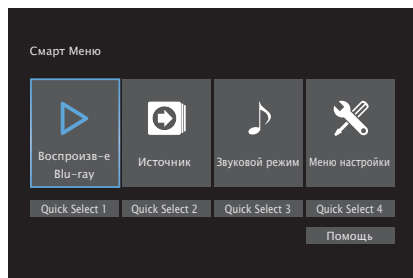 Смарт Меню
Воспроизв-е
Blu-ray
Источник
Звуковой режим
Меню настройки
Quick Select 1
Quick Select 2
Quick Select 3
Quick Select 4
Помощь